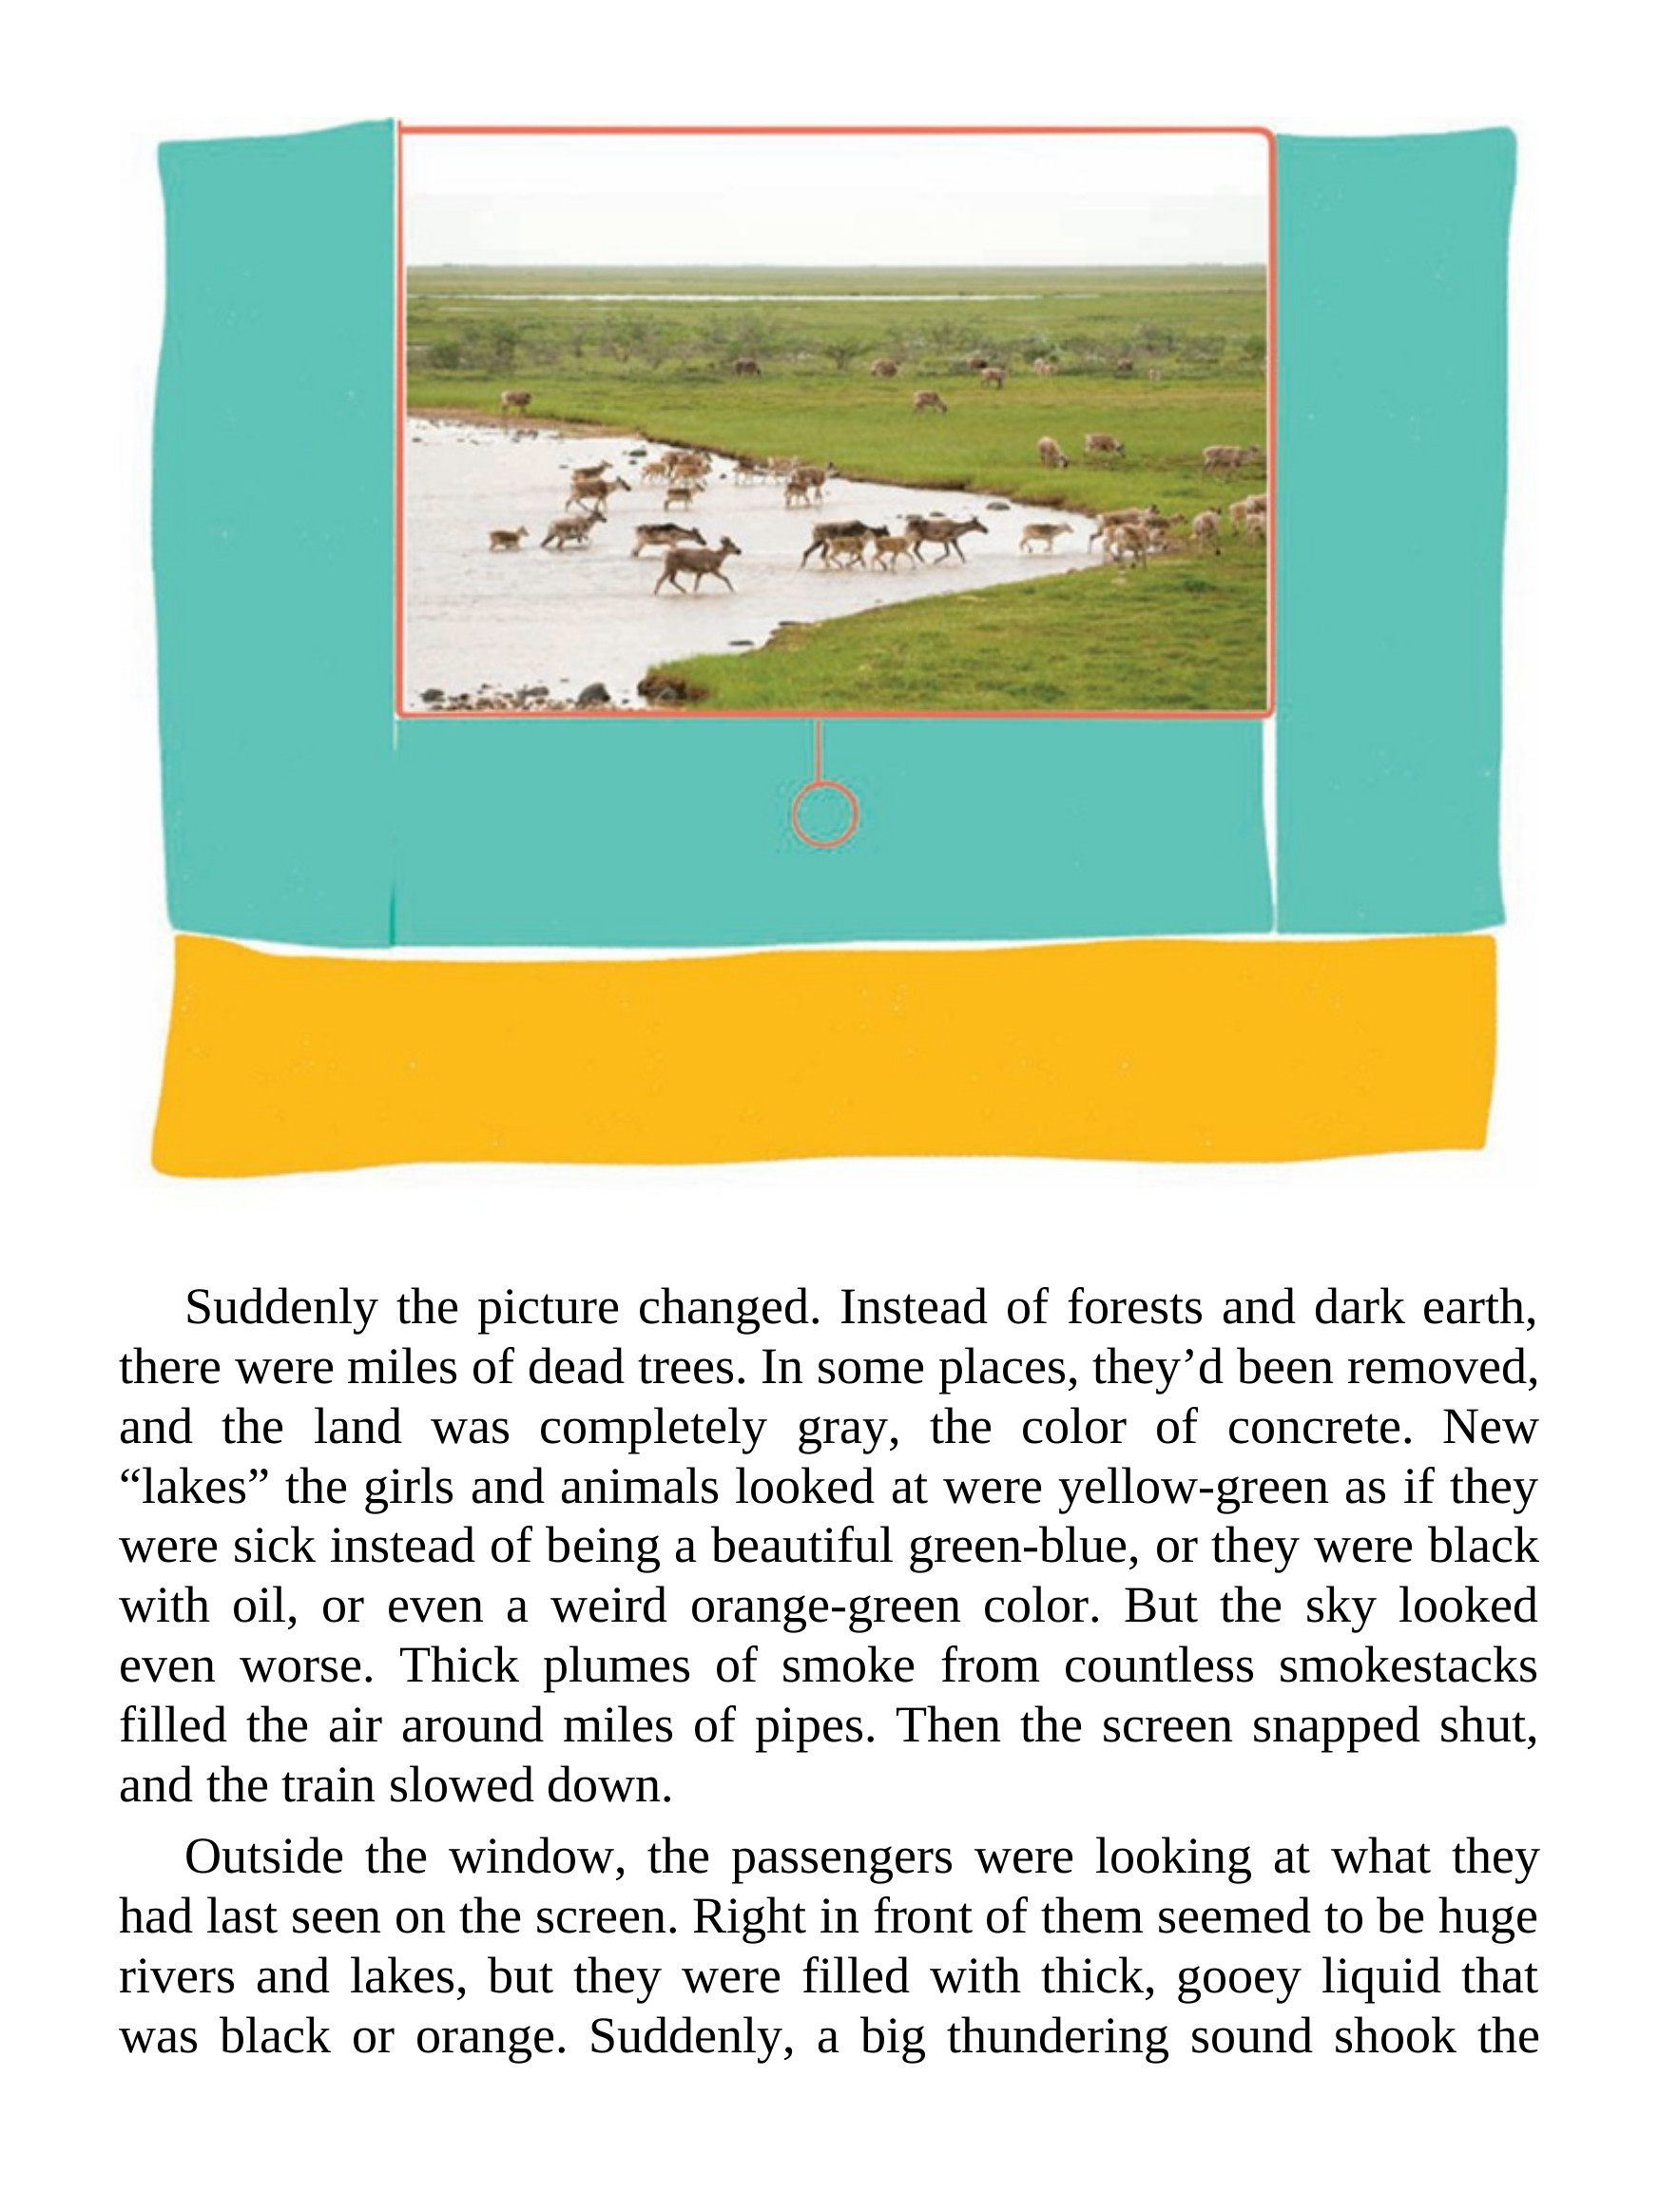 Suddenly the picture changed. Instead of forests and dark earth,
there were miles of dead trees. In some places, they’d been removed,
and the land was completely gray, the color of concrete. New
“lakes” the girls and animals looked at were yellow-green as if they
were sick instead of being a beautiful green-blue, or they were black
with oil, or even a weird orange-green color. But the sky looked
even worse. Thick plumes of smoke from countless smokestacks
filled the air around miles of pipes. Then the screen snapped shut,
and the train slowed down.
Outside the window, the passengers were looking at what they
had last seen on the screen. Right in front of them seemed to be huge
rivers and lakes, but they were filled with thick, gooey liquid that
was black or orange. Suddenly, a big thundering sound shook the